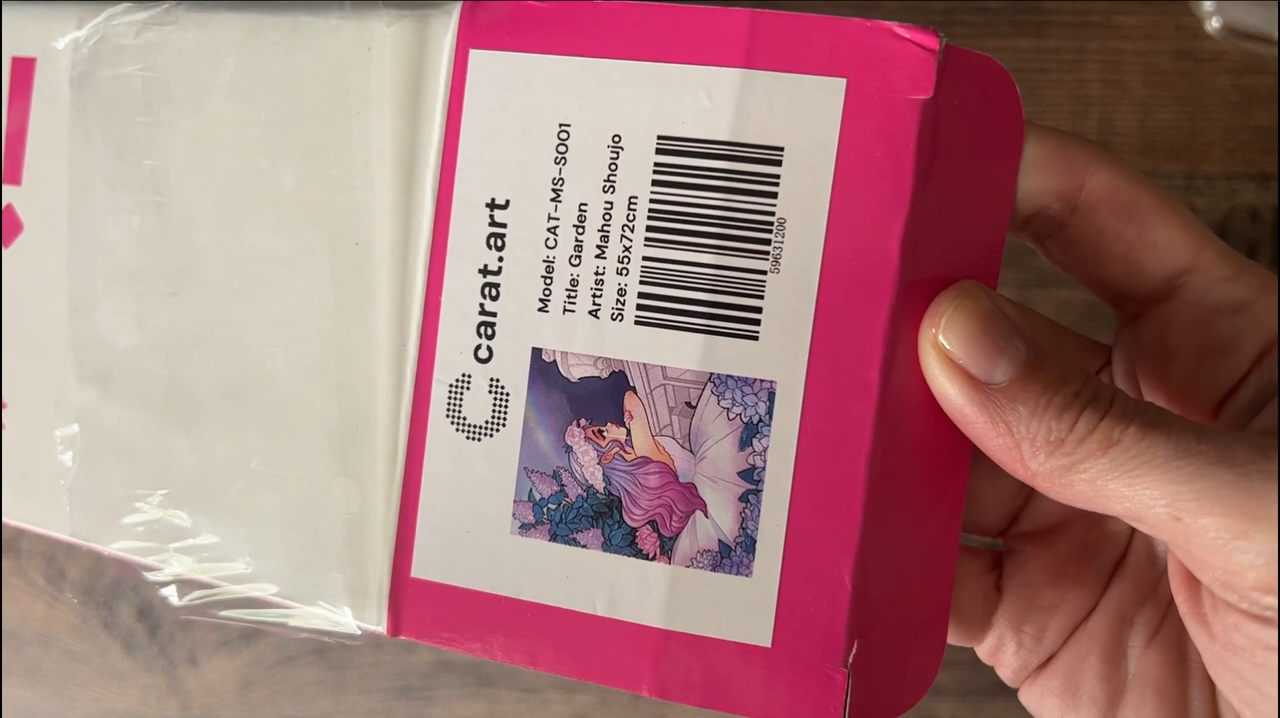 carat.art
Model: CAT-MS-S001
Title: Garden
Artist: Mahou Shoujo
Size: 55x72cm
59631200